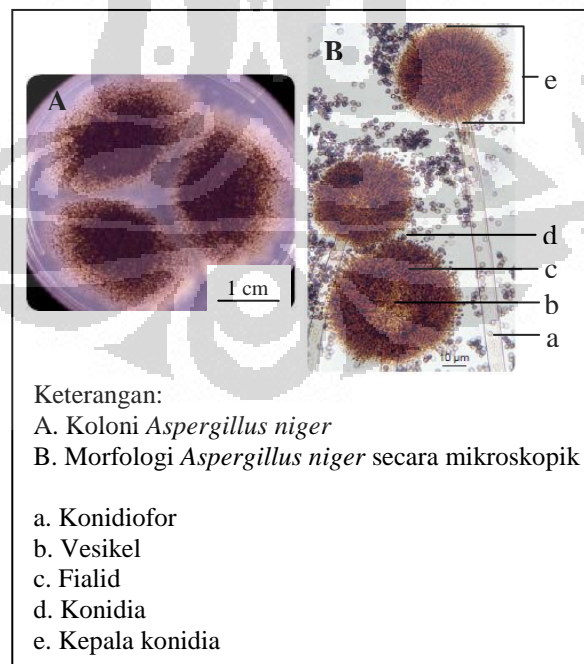 A
B
e
d
c
b
a
1 cm
10 µm
Keterangan:
A. Koloni Aspergillus niger
B. Morfologi Aspergillus niger secara mikroskopik
a. Konidiofor
b. Vesikel
c. Fialid
d. Konidia
e. Kepala konidia